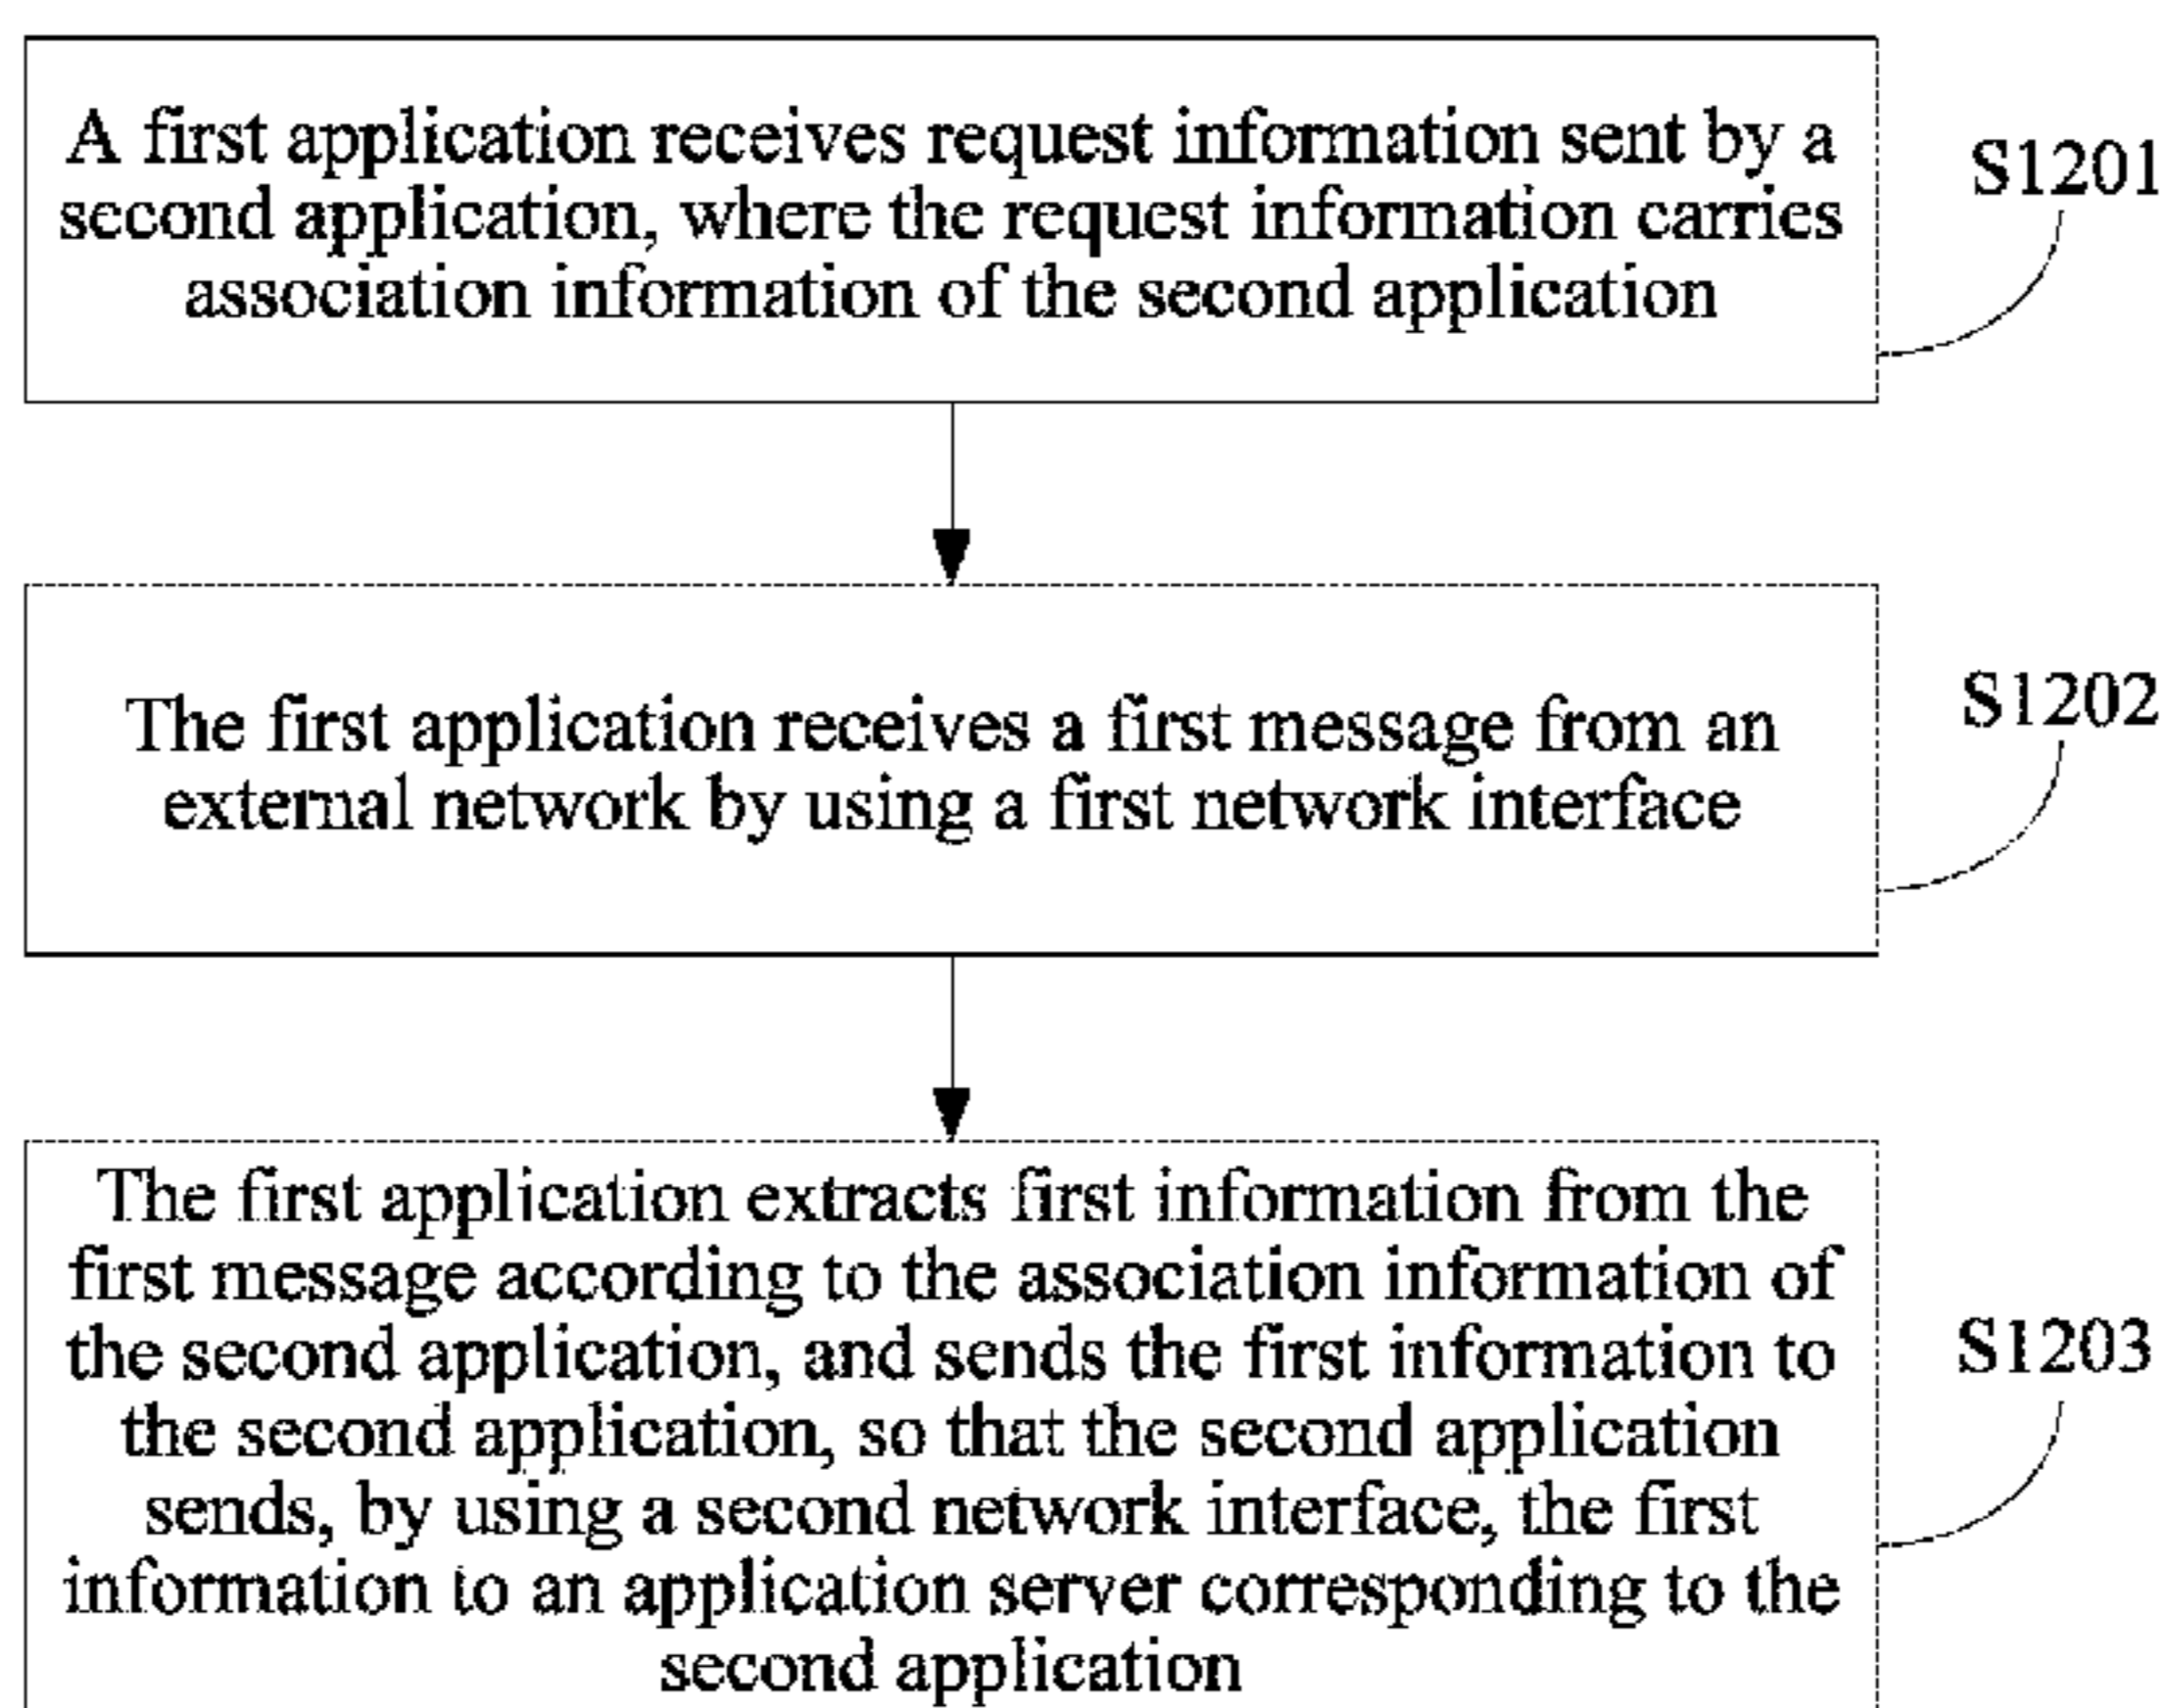 A first application receives request information sent by a
second application, where the request information carries
association information of the second application
S1201
The first application receives a first message from an
external network by using a first network interface
S1202
The first application extracts first information from the
first message according to the association information of
the second application, and sends the first information to
the second application, so that the second application
sends, by using a second network interface, the first
information to an application server corresponding to the
second application
S1203